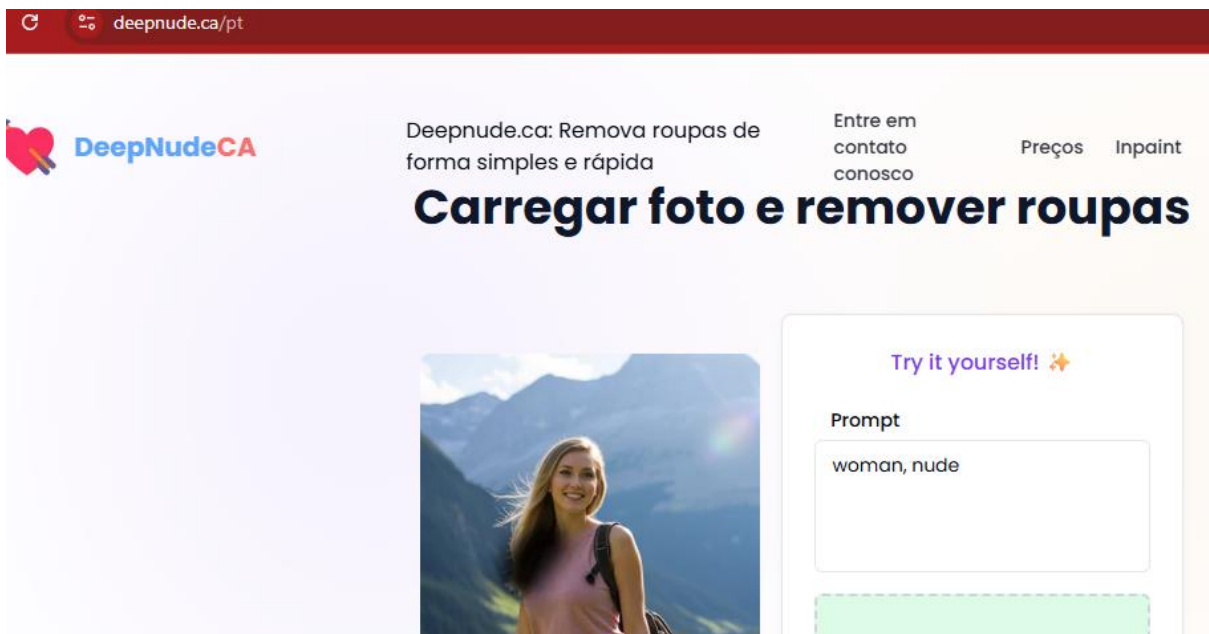 deepnude.ca/pt
DeepNudeCA
Deepnude.ca: Remova roupas de
forma simples e rápida
Entre em
contato
conosco
Preços
Inpaint
Carregar foto e remover roupas
Try it yourself! ✨
Prompt
woman, nude